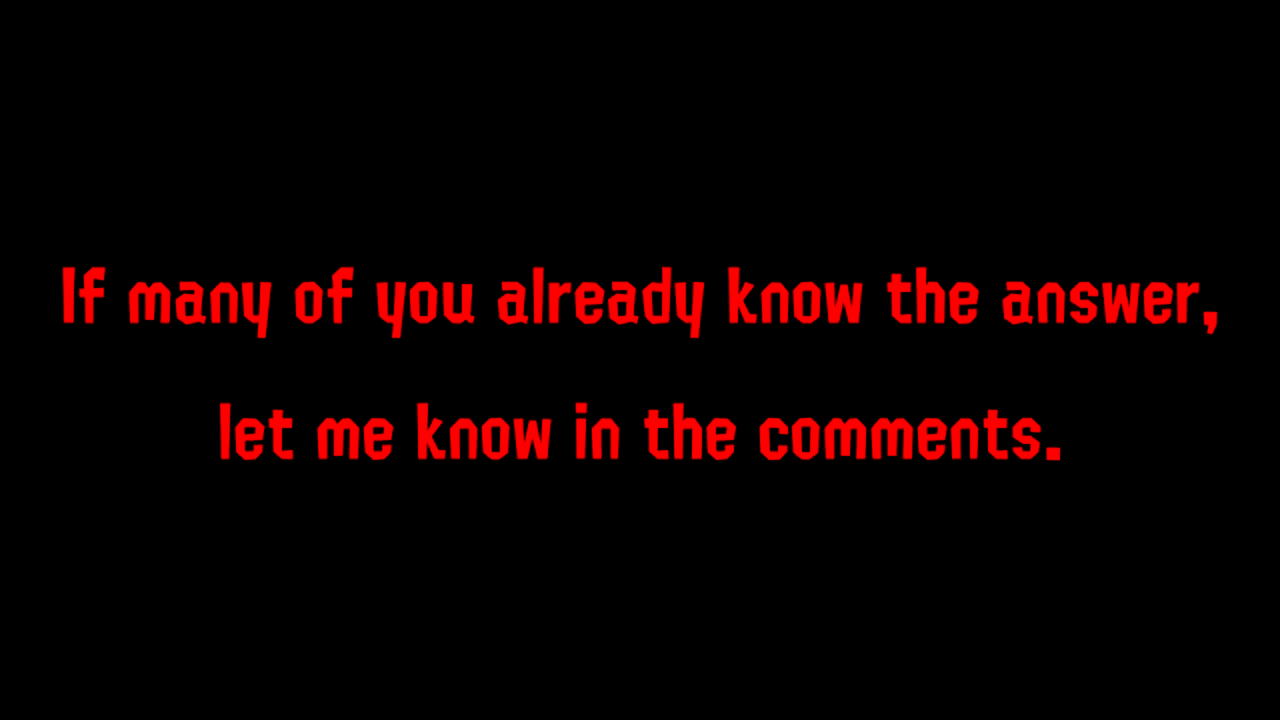 If many of you already know the answer,
let me know in the comments.